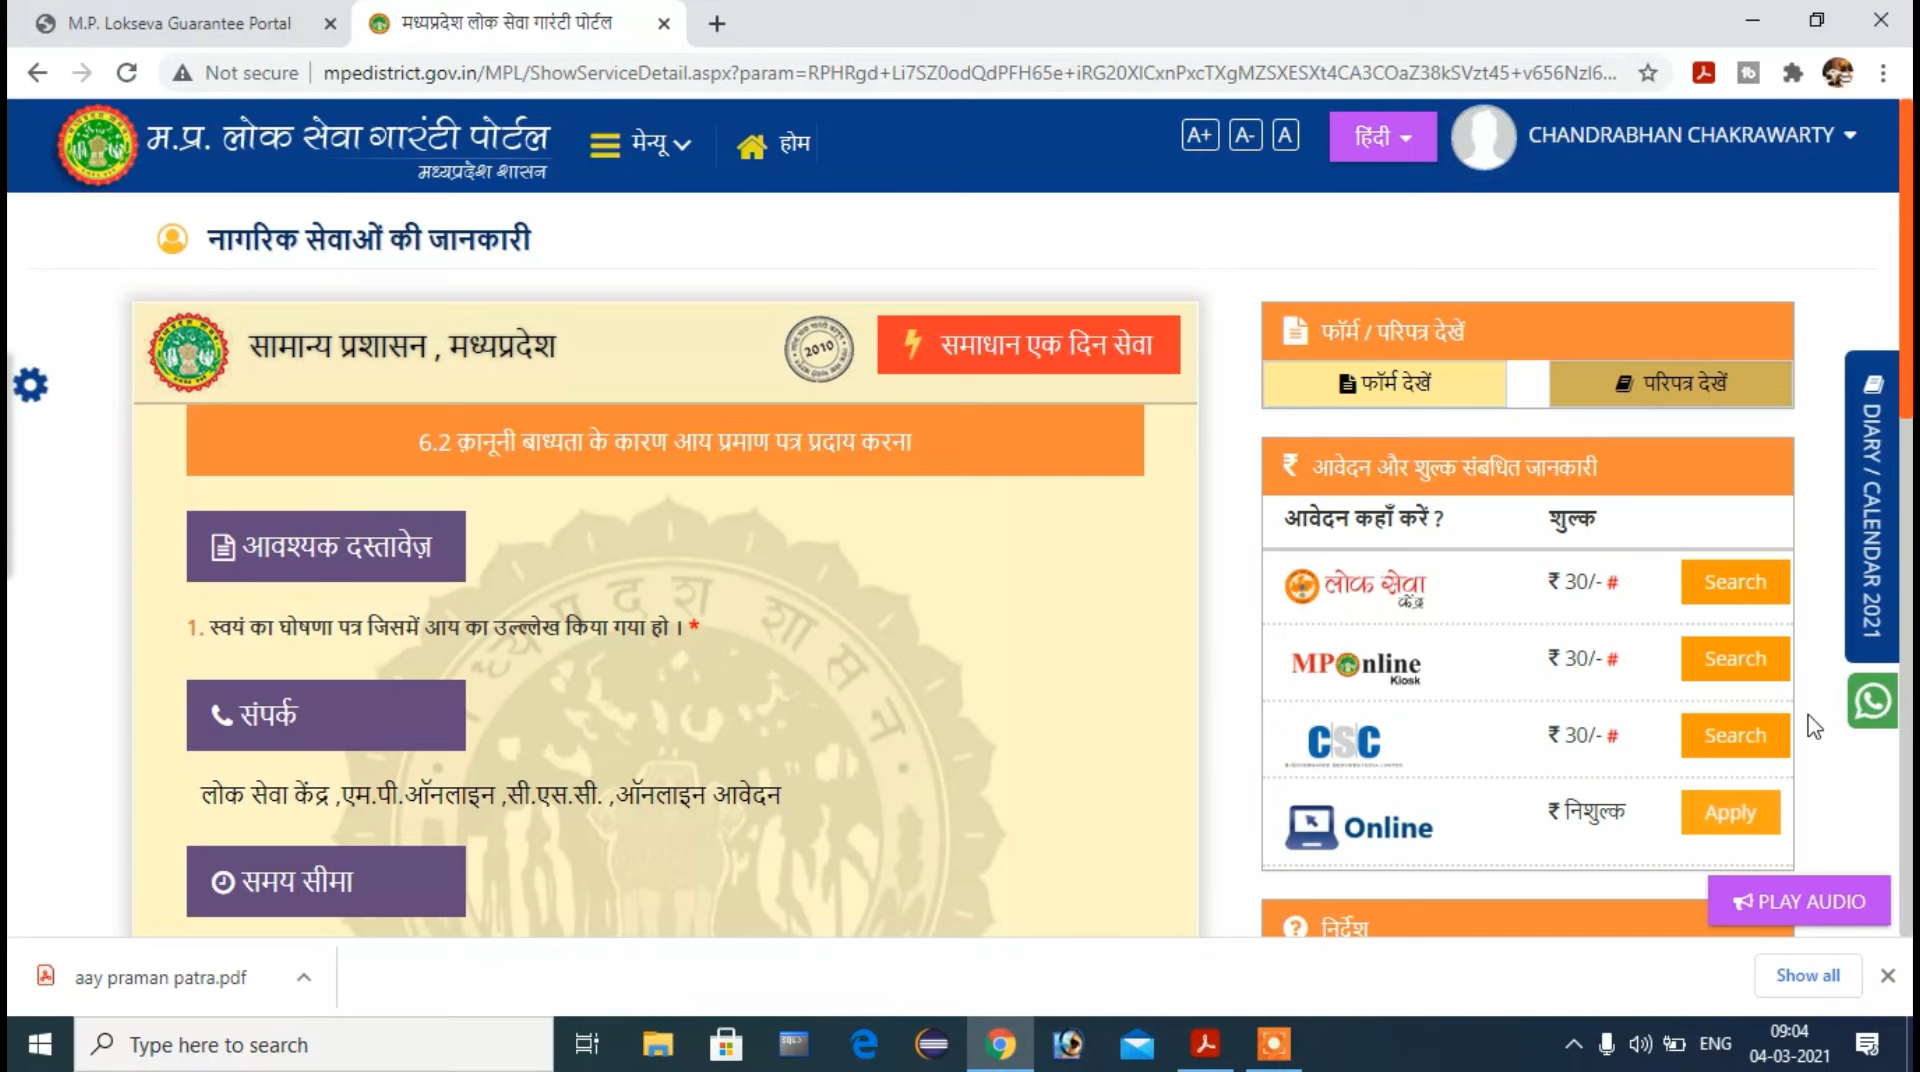 M.P. Lokseva Guarantee Portal
मध्यप्रदेश लोक सेवा गारंटी पोर्टल
Not secure
mpedistrict.gov.in/MPL/ShowServiceDetail.aspx?param=RPHRgd+Li7SZ0odQdPFH65e+iRG20XlCxnPxcTXgMZSXESXt4CA3COaZ38kSVzt45+v656Nzl6...
म.प्र. लोक सेवा गारंटी पोर्टल
मध्यप्रदेश शासन
मेन्यू
होम
A+ A- A
हिंदी
CHANDRABHAN CHAKRAWARTY
नागरिक सेवाओं की जानकारी
सामान्य प्रशासन , मध्यप्रदेश
2010
समाधान एक दिन सेवा
6.2 क़ानूनी बाध्यता के कारण आय प्रमाण पत्र प्रदाय करना
आवश्यक दस्तावेज़
1. स्वयं का घोषणा पत्र जिसमें आय का उल्ल्लेख किया गया हो । *
संपर्क
लोक सेवा केंद्र ,एम.पी.ऑनलाइन ,सी.एस.सी. ,ऑनलाइन आवेदन
समय सीमा
फॉर्म / परिपत्र देखें
फॉर्म देखें
परिपत्र देखें
₹ आवेदन और शुल्क संबधित जानकारी
आवेदन कहाँ करें ? शुल्क
लोक सेवा केंद्र ₹ 30/- # Search
MPOnline Kiosk ₹ 30/- # Search
CSC ₹ 30/- # Search
Online ₹ निशुल्क Apply
निर्देश
DIARY / CALENDAR 2021
PLAY AUDIO
aay praman patra.pdf
Show all
Type here to search
ENG
09:04
04-03-2021